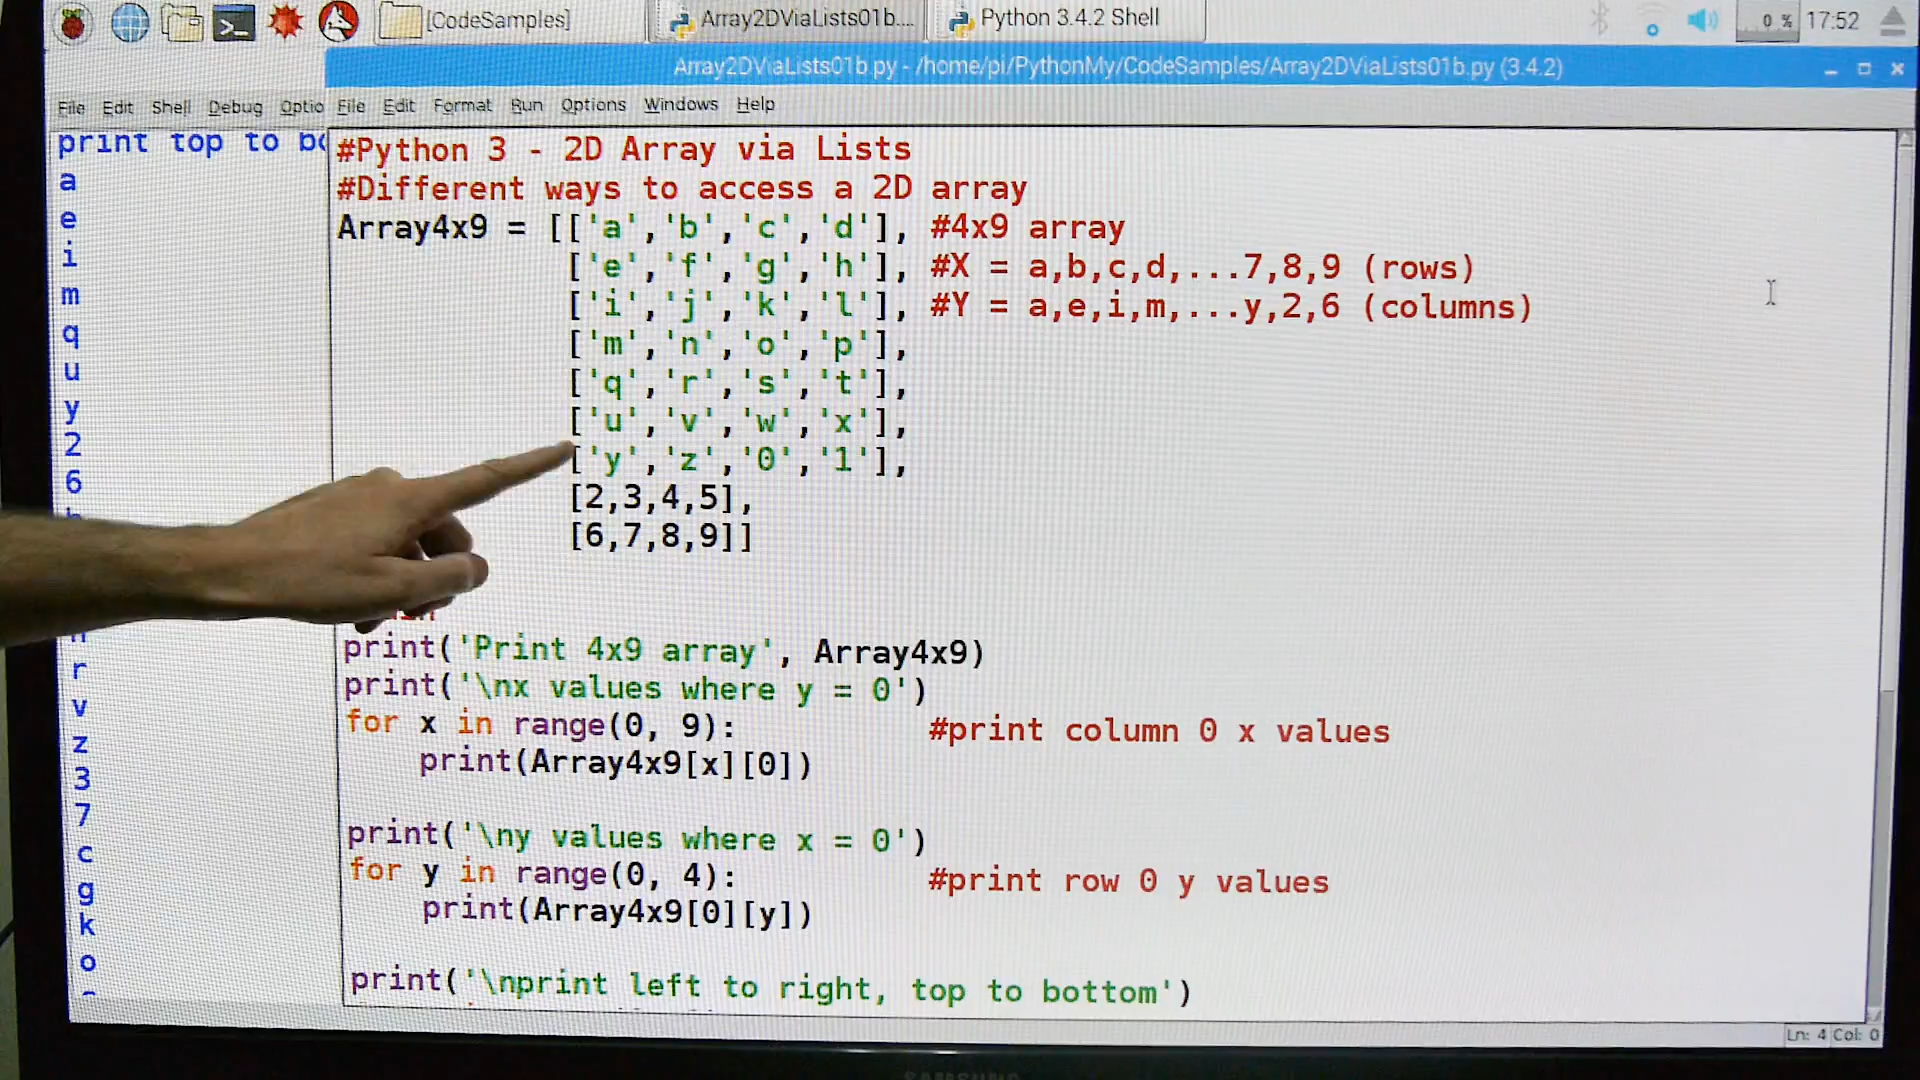 [CodeSamples]
Array2DViaLists01b....
Python 3.4.2 Shell
0 %
17:52
Array2DViaLists01b.py - /home/pi/PythonMy/CodeSamples/Array2DViaLists01b.py (3.4.2)
File Edit Shell Debug Optio
File Edit Format Run Options Windows Help
print top to bo
a
e
i
m
q
u
y
2
6
r
v
z
3
7
c
g
k
o
#Python 3 - 2D Array via Lists
#Different ways to access a 2D array
Array4x9 = [['a','b','c','d'], #4x9 array
['e','f','g','h'], #X = a,b,c,d,...7,8,9 (rows)
['i','j','k','l'], #Y = a,e,i,m,...y,2,6 (columns)
['m','n','o','p'],
['q','r','s','t'],
['u','v','w','x'],
['y','z','0','1'],
[2,3,4,5],
[6,7,8,9]]
print('Print 4x9 array', Array4x9)
print('\nx values where y = 0')
for x in range(0, 9): #print column 0 x values
print(Array4x9[x][0])
print('\ny values where x = 0')
for y in range(0, 4): #print row 0 y values
print(Array4x9[0][y])
print('\nprint left to right, top to bottom')
Ln: 4 Col: 0
SAMSUNG